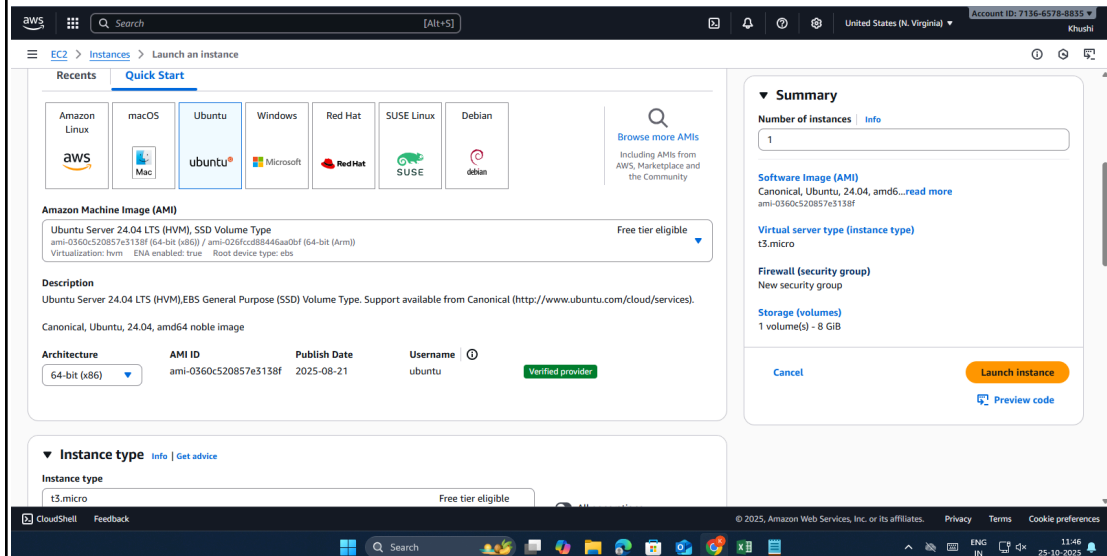 aws
Search
[Alt+S]
United States (N. Virginia)
Account ID: 7136-6578-8835
Khushi
EC2 > Instances > Launch an instance
Recents
Quick Start
Amazon Linux
aws
macOS
Mac
Ubuntu
ubuntu
Windows
Microsoft
Red Hat
Red Hat
SUSE Linux
SUSE
Debian
debian
Browse more AMIs
Including AMIs from
AWS, Marketplace and
the Community
Amazon Machine Image (AMI)
Ubuntu Server 24.04 LTS (HVM), SSD Volume Type
Free tier eligible
ami-0360c520857e3138f (64-bit (x86)) / ami-026fccd88446aa0bf (64-bit (Arm))
Virtualization: hvm ENA enabled: true Root device type: ebs
Description
Ubuntu Server 24.04 LTS (HVM),EBS General Purpose (SSD) Volume Type. Support available from Canonical (http://www.ubuntu.com/cloud/services).
Canonical, Ubuntu, 24.04, amd64 noble image
Architecture
AMI ID
Publish Date
Username
64-bit (x86)
ami-0360c520857e3138f
2025-08-21
ubuntu
Verified provider
Instance type Info | Get advice
Instance type
t3.micro
Free tier eligible
Summary
Number of instances Info
1
Software Image (AMI)
Canonical, Ubuntu, 24.04, amd6...read more
ami-0360c520857e3138f
Virtual server type (instance type)
t3.micro
Firewall (security group)
New security group
Storage (volumes)
1 volume(s) - 8 GiB
Cancel
Launch instance
Preview code
CloudShell Feedback
© 2025, Amazon Web Services, Inc. or its affiliates. Privacy Terms Cookie preferences
Search
ENG
IN
11:46
25-10-2025